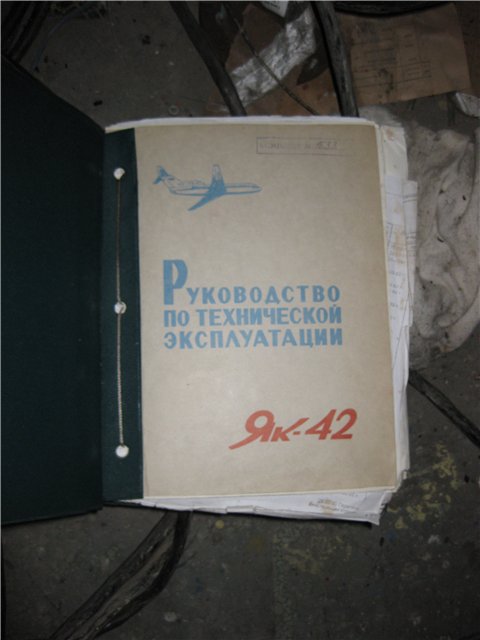 Руководство
по технической
эксплуатации
Як-42